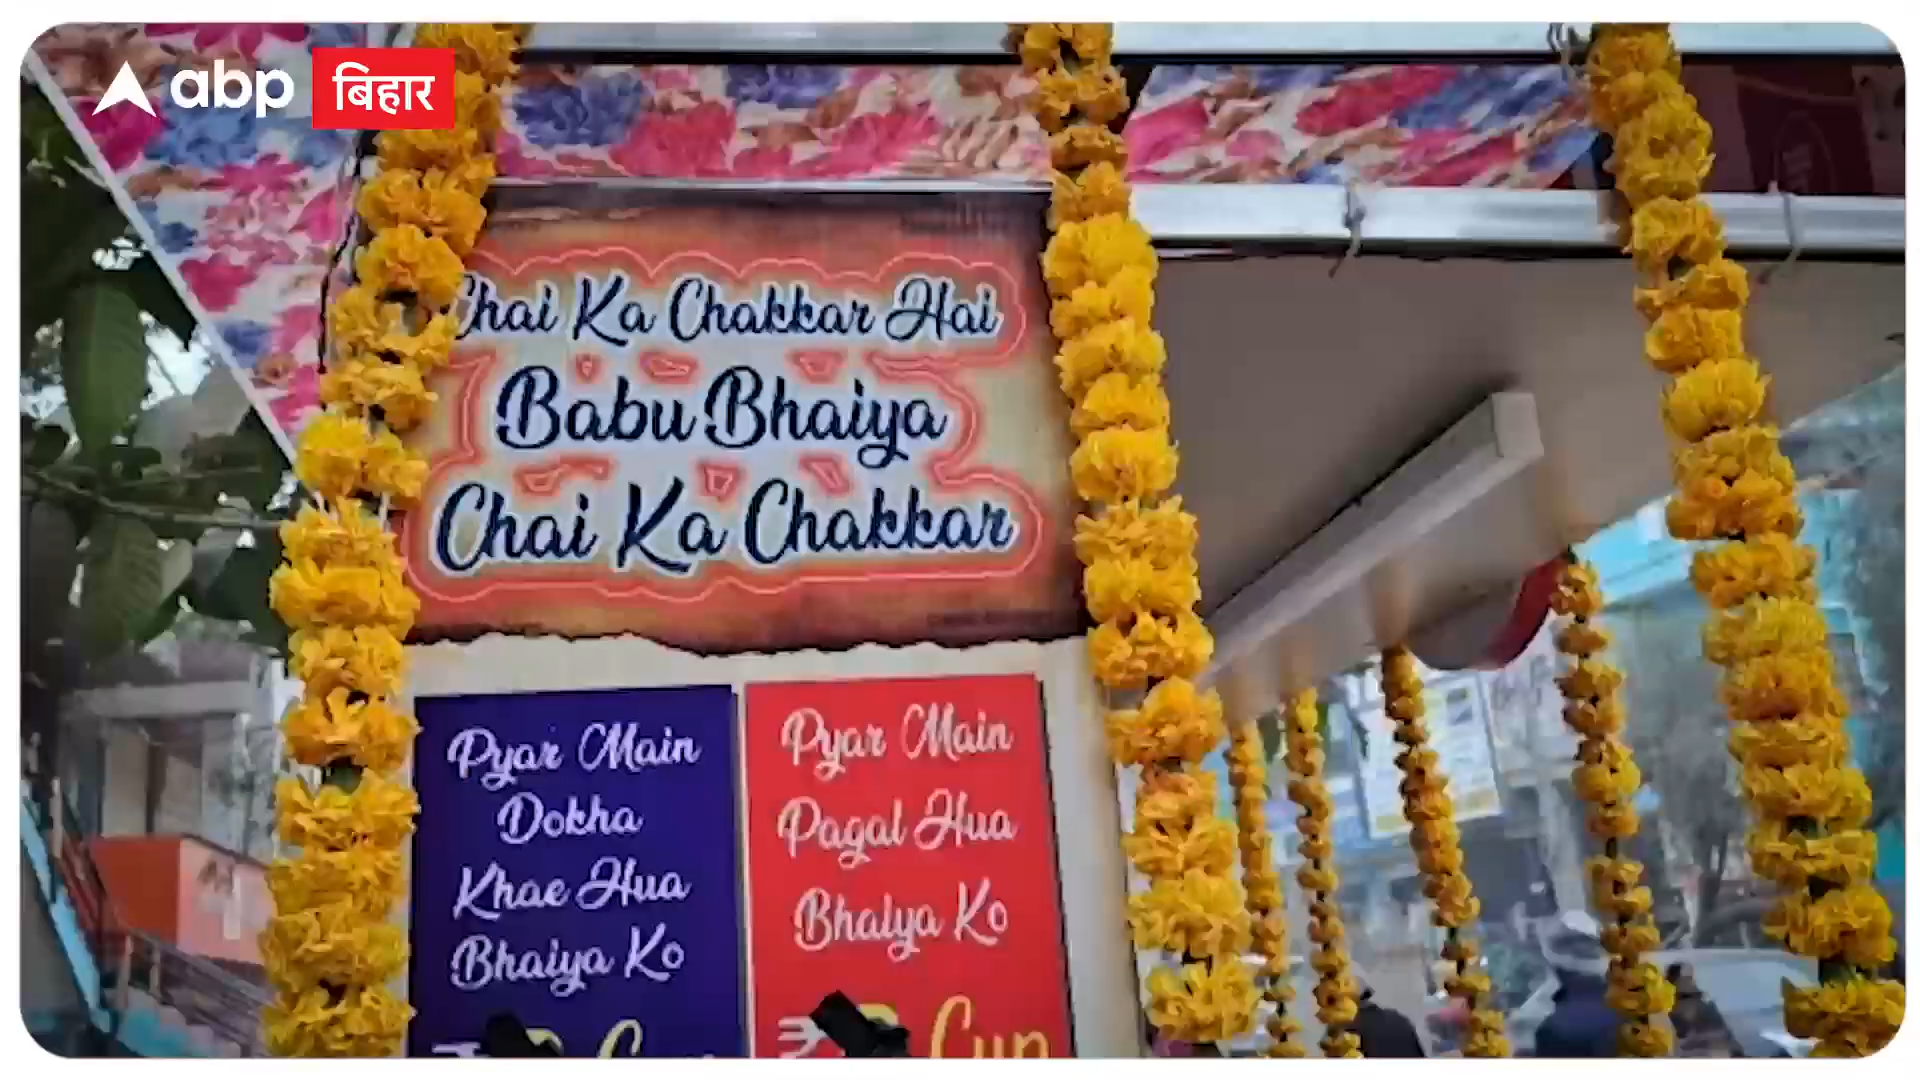 abp बिहार
Chai Ka Chakkar Hai
Babu Bhaiya
Chai Ka Chakkar
Pyar Main
Dokha
Khae Hua
Bhaiya Ko
Pyar Main
Pagal Hua
Bhaiya Ko
₹ Cup